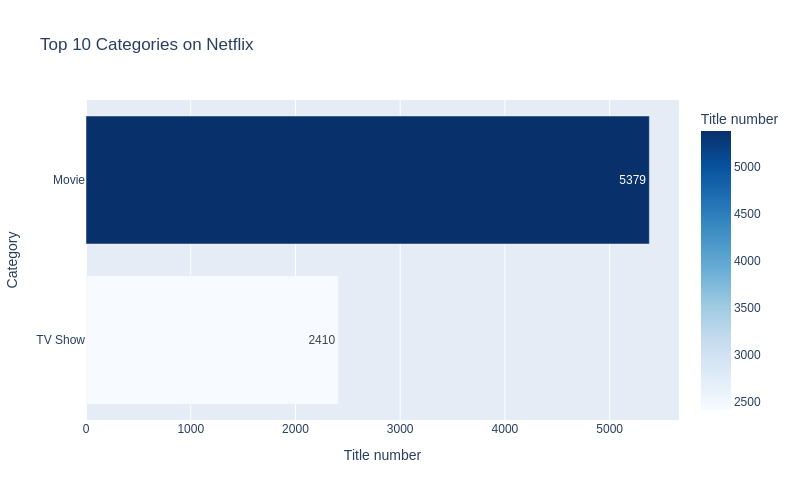 Top 10 Categories on Netflix
Title number
Movie
5379
TV Show
2410
Category
0
1000
2000
3000
4000
5000
Title number
5000
4500
4000
3500
3000
2500